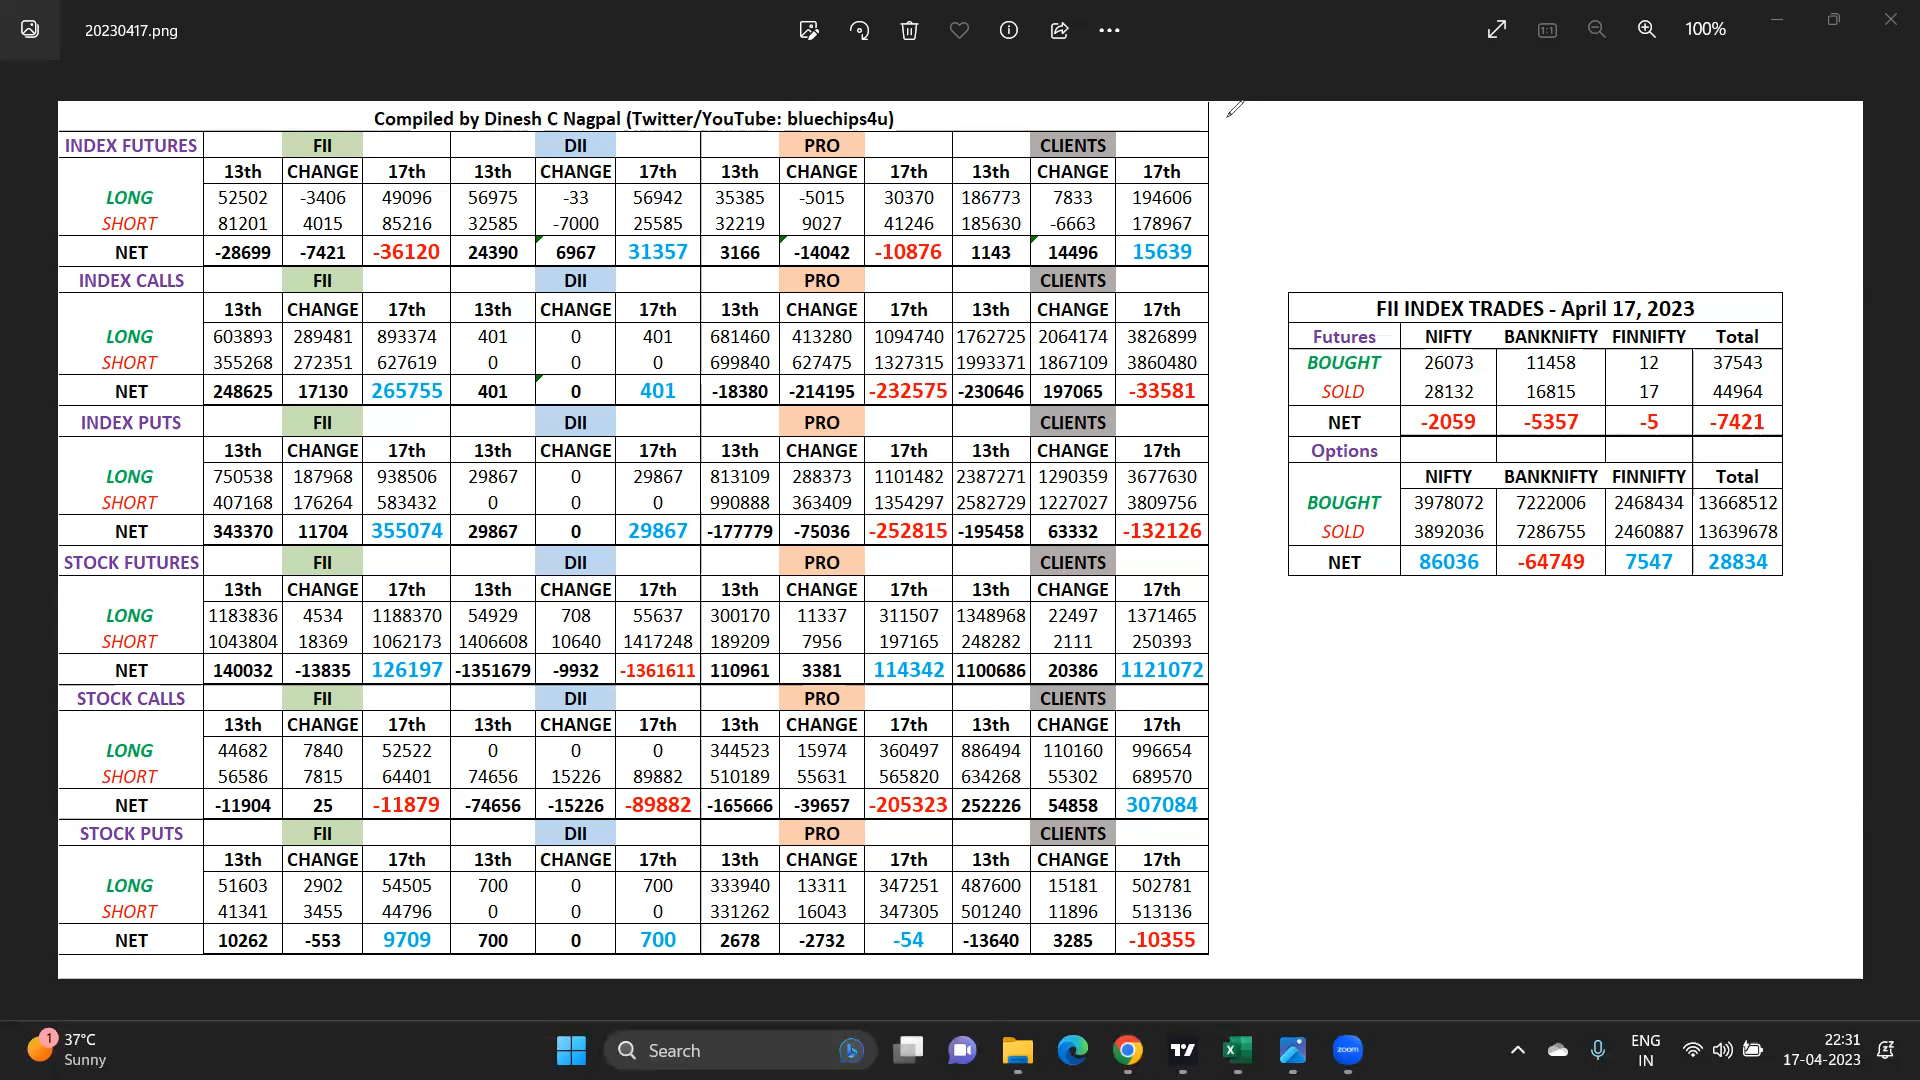 20230417.png
100%
Compiled by Dinesh C Nagpal (Twitter/YouTube: bluechips4u)
INDEX FUTURES FII DII PRO CLIENTS
13th CHANGE 17th 13th CHANGE 17th 13th CHANGE 17th 13th CHANGE 17th
LONG 52502 -3406 49096 56975 -33 56942 35385 -5015 30370 186773 7833 194606
SHORT 81201 4015 85216 32585 -7000 25585 32219 9027 41246 185630 -6663 178967
NET -28699 -7421 -36120 24390 6967 31357 3166 -14042 -10876 1143 14496 15639
INDEX CALLS FII DII PRO CLIENTS
13th CHANGE 17th 13th CHANGE 17th 13th CHANGE 17th 13th CHANGE 17th
LONG 603893 289481 893374 401 0 401 681460 413280 1094740 1762725 2064174 3826899
SHORT 355268 272351 627619 0 0 0 699840 627475 1327315 1993371 1867109 3860480
NET 248625 17130 265755 401 0 401 -18380 -214195 -232575 -230646 197065 -33581
INDEX PUTS FII DII PRO CLIENTS
13th CHANGE 17th 13th CHANGE 17th 13th CHANGE 17th 13th CHANGE 17th
LONG 750538 187968 938506 29867 0 29867 813109 288373 1101482 2387271 1290359 3677630
SHORT 407168 176264 583432 0 0 0 990888 363409 1354297 2582729 1227027 3809756
NET 343370 11704 355074 29867 0 29867 -177779 -75036 -252815 -195458 63332 -132126
STOCK FUTURES FII DII PRO CLIENTS
13th CHANGE 17th 13th CHANGE 17th 13th CHANGE 17th 13th CHANGE 17th
LONG 1183836 4534 1188370 54929 708 55637 300170 11337 311507 1348968 22497 1371465
SHORT 1043804 18369 1062173 1406608 10640 1417248 189209 7956 197165 248282 2111 250393
NET 140032 -13835 126197 -1351679 -9932 -1361611 110961 3381 114342 1100686 20386 1121072
STOCK CALLS FII DII PRO CLIENTS
13th CHANGE 17th 13th CHANGE 17th 13th CHANGE 17th 13th CHANGE 17th
LONG 44682 7840 52522 0 0 0 344523 15974 360497 886494 110160 996654
SHORT 56586 7815 64401 74656 15226 89882 510189 55631 565820 634268 55302 689570
NET -11904 25 -11879 -74656 -15226 -89882 -165666 -39657 -205323 252226 54858 307084
STOCK PUTS FII DII PRO CLIENTS
13th CHANGE 17th 13th CHANGE 17th 13th CHANGE 17th 13th CHANGE 17th
LONG 51603 2902 54505 700 0 700 333940 13311 347251 487600 15181 502781
SHORT 41341 3455 44796 0 0 0 331262 16043 347305 501240 11896 513136
NET 10262 -553 9709 700 0 700 2678 -2732 -54 -13640 3285 -10355
FII INDEX TRADES - April 17, 2023
Futures NIFTY BANKNIFTY FINNIFTY Total
BOUGHT 26073 11458 12 37543
SOLD 28132 16815 17 44964
NET -2059 -5357 -5 -7421
Options
NIFTY BANKNIFTY FINNIFTY Total
BOUGHT 3978072 7222006 2468434 13668512
SOLD 3892036 7286755 2460887 13639678
NET 86036 -64749 7547 28834
1
37°C
Sunny
Search
zoom
ENG
IN
22:31
17-04-2023